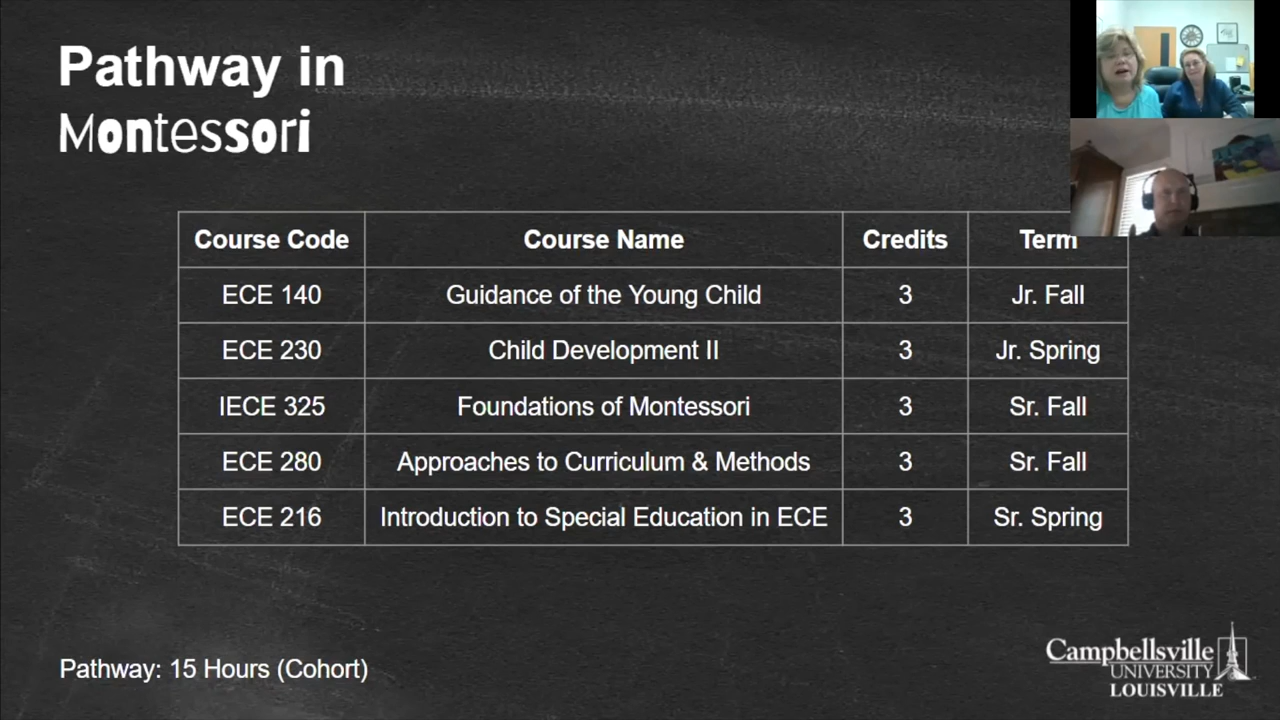 Pathway in
Montessori
Course Code Course Name Credits Term
ECE 140 Guidance of the Young Child 3 Jr. Fall
ECE 230 Child Development II 3 Jr. Spring
IECE 325 Foundations of Montessori 3 Sr. Fall
ECE 280 Approaches to Curriculum & Methods 3 Sr. Fall
ECE 216 Introduction to Special Education in ECE 3 Sr. Spring
Pathway: 15 Hours (Cohort)
Campbellsville
UNIVERSITY
LOUISVILLE